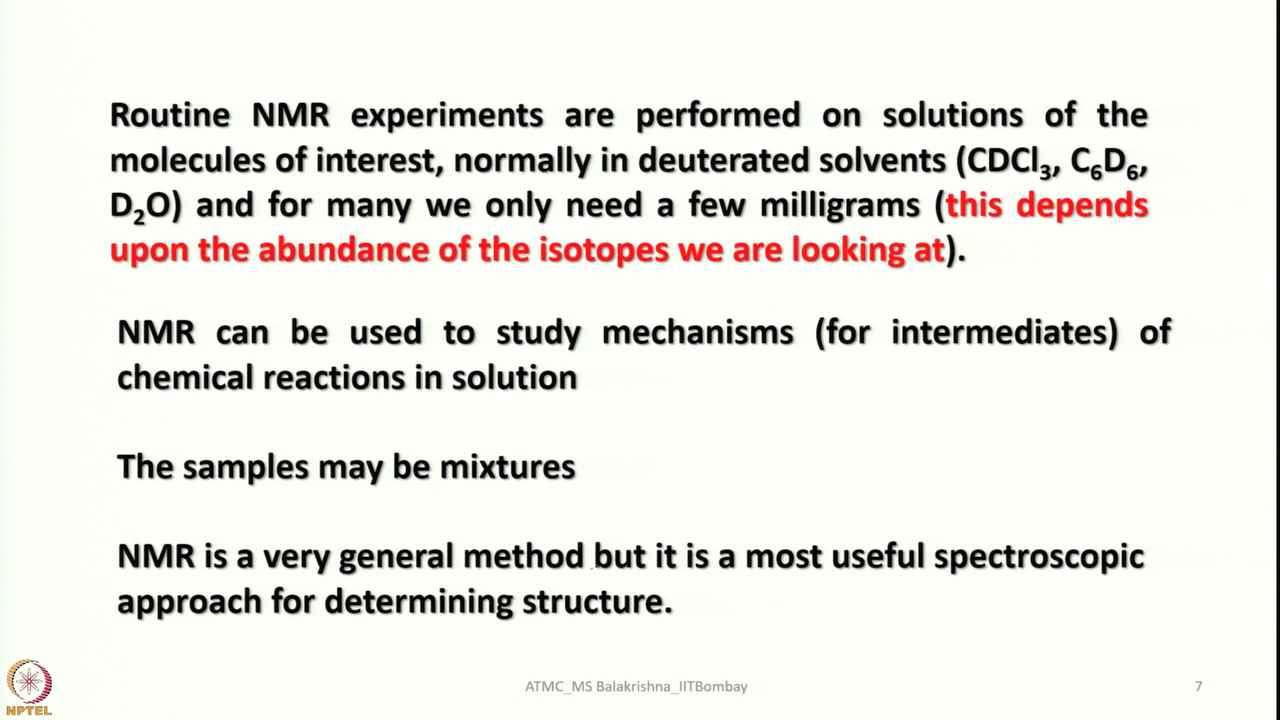 Routine NMR experiments are performed on solutions of the
molecules of interest, normally in deuterated solvents (CDCl₃, C₆D₆,
D₂O) and for many we only need a few milligrams (this depends
upon the abundance of the isotopes we are looking at).
NMR can be used to study mechanisms (for intermediates) of
chemical reactions in solution
The samples may be mixtures
NMR is a very general method but it is a most useful spectroscopic
approach for determining structure.
NPTEL
ATMC_MS Balakrishna_IITBombay
7